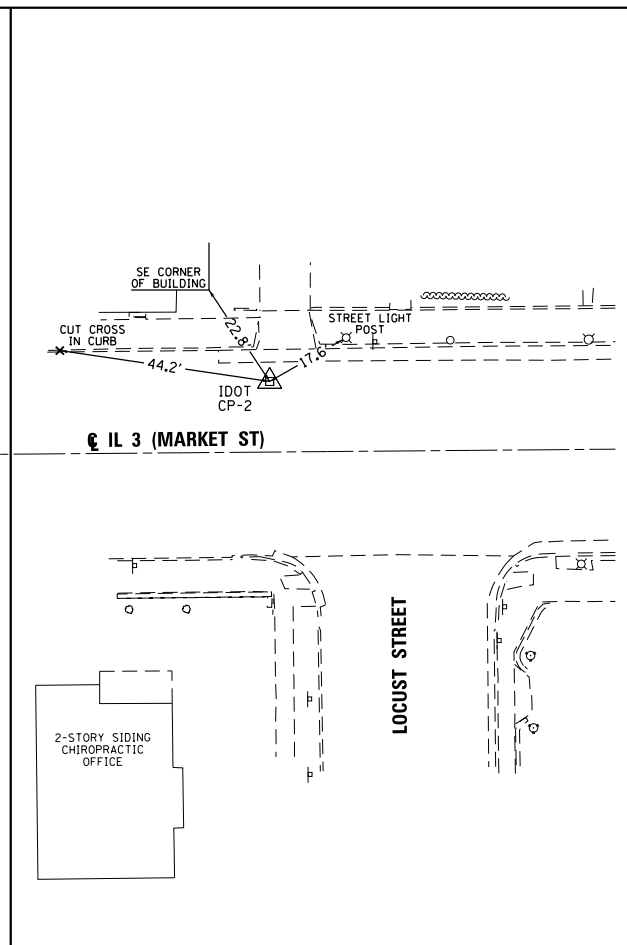 SE CORNER
OF BUILDING
CUT CROSS
IN CURB
22.8'
STREET LIGHT
POST
44.2'
17.6'
IDOT
CP-2
℄ IL 3 (MARKET ST)
LOCUST STREET
2-STORY SIDING
CHIROPRACTIC
OFFICE